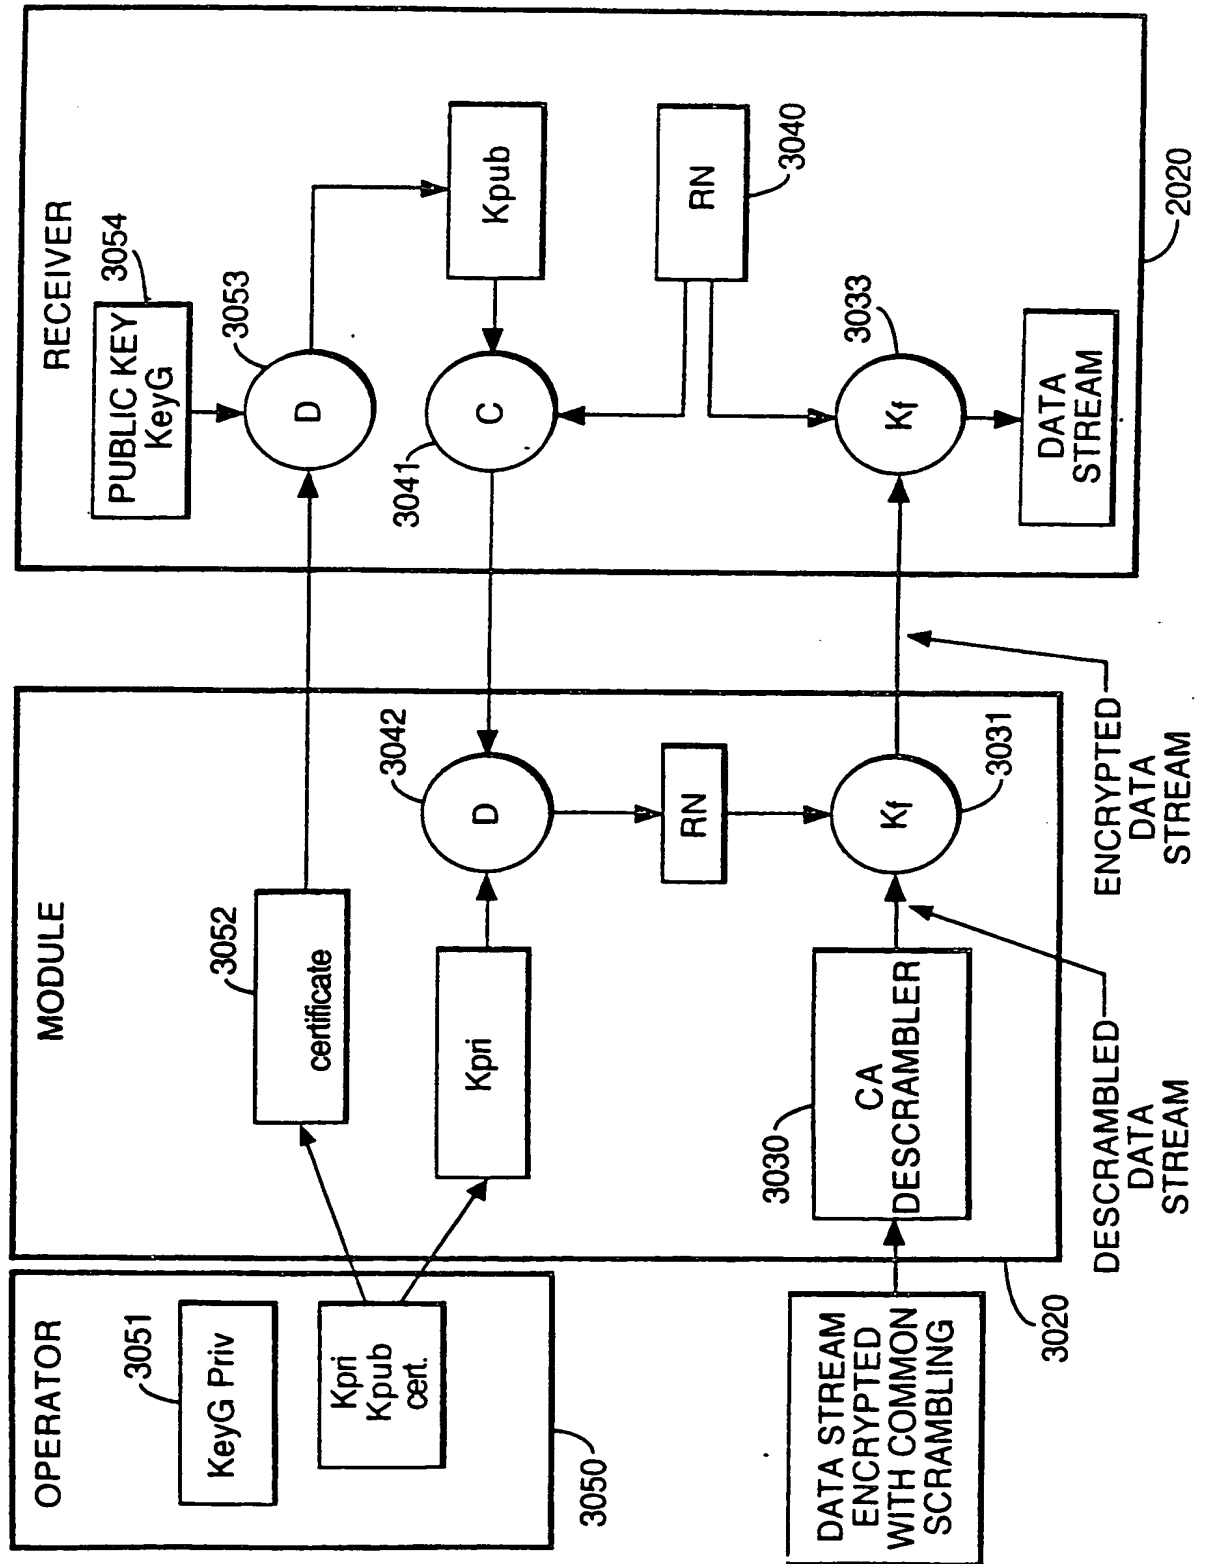 OPERATOR
3051
KeyG Priv
Kpri
Kpub
cert.
3050
DATA STREAM
ENCRYPTED
WITH COMMON
SCRAMBLING
MODULE
3052
certificate
Kpri
3042
D
RN
3030
CA
DESCRAMBLER
Kf
3031
3020
DESCRAMBLED
DATA
STREAM
ENCRYPTED
DATA
STREAM
RECEIVER
3054
PUBLIC KEY
KeyG
3053
D
Kpub
3041
C
RN
3040
3033
Kf
DATA
STREAM
2020